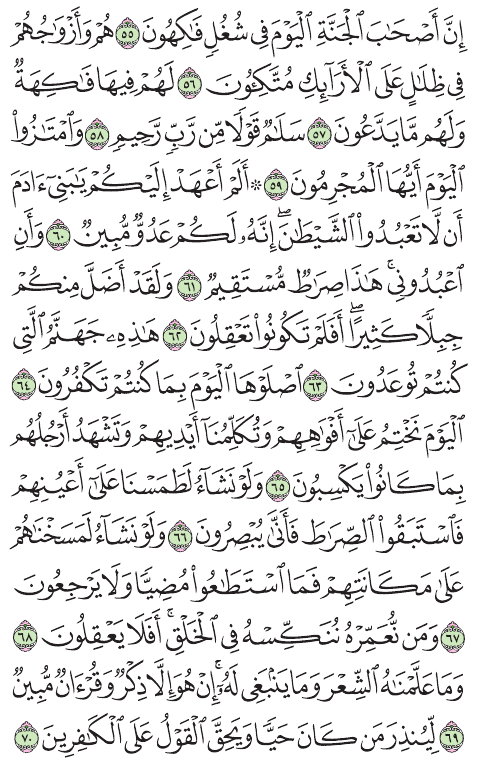 إِنَّ أَصْحَٰبَ ٱلْجَنَّةِ ٱلْيَوْمَ فِى شُغُلٍ فَٰكِهُونَ ٥٥ هُمْ وَأَزْوَٰجُهُمْ
فِى ظِلَٰلٍ عَلَى ٱلْأَرَآئِكِ مُتَّكِـُٔونَ ٥٦ لَهُمْ فِيهَا فَٰكِهَةٌ
وَلَهُم مَّا يَدَّعُونَ ٥٧ سَلَٰمٌ قَوْلًا مِّن رَّبٍّ رَّحِيمٍ ٥٨ وَٱمْتَٰزُوا۟
ٱلْيَوْمَ أَيُّهَا ٱلْمُجْرِمُونَ ٥٩ ۞ أَلَمْ أَعْهَدْ إِلَيْكُمْ يَٰبَنِىٓ ءَادَمَ
أَن لَّا تَعْبُدُوا۟ ٱلشَّيْطَٰنَ ۖ إِنَّهُۥ لَكُمْ عَدُوٌّ مُّبِينٌ ٦٠ وَأَنِ
ٱعْبُدُونِى ۚ هَٰذَا صِرَٰطٌ مُّسْتَقِيمٌ ٦١ وَلَقَدْ أَضَلَّ مِنكُمْ
جِبِلًّا كَثِيرًا ۖ أَفَلَمْ تَكُونُوا۟ تَعْقِلُونَ ٦٢ هَٰذِهِۦ جَهَنَّمُ ٱلَّتِى
كُنتُمْ تُوعَدُونَ ٦٣ ٱصْلَوْهَا ٱلْيَوْمَ بِمَا كُنتُمْ تَكْفُرُونَ ٦٤
ٱلْيَوْمَ نَخْتِمُ عَلَىٰٓ أَفْوَٰهِهِمْ وَتُكَلِّمُنَآ أَيْدِيهِمْ وَتَشْهَدُ أَرْجُلُهُم
بِمَا كَانُوا۟ يَكْسِبُونَ ٦٥ وَلَوْ نَشَآءُ لَطَمَسْنَا عَلَىٰٓ أَعْيُنِهِمْ
فَٱسْتَبَقُوا۟ ٱلصِّرَٰطَ فَأَنَّىٰ يُبْصِرُونَ ٦٦ وَلَوْ نَشَآءُ لَمَسَخْنَٰهُمْ
عَلَىٰ مَكَانَتِهِمْ فَمَا ٱسْتَطَٰعُوا۟ مُضِيًّا وَلَا يَرْجِعُونَ
٦٧ وَمَن نُّعَمِّرْهُ نُنَكِّسْهُ فِى ٱلْخَلْقِ ۖ أَفَلَا يَعْقِلُونَ ٦٨
وَمَا عَلَّمْنَٰهُ ٱلشِّعْرَ وَمَا يَنۢبَغِى لَهُۥٓ ۚ إِنْ هُوَ إِلَّا ذِكْرٌ وَقُرْءَانٌ مُّبِينٌ
٦٩ لِّيُنذِرَ مَن كَانَ حَيًّا وَيَحِقَّ ٱلْقَوْلُ عَلَى ٱلْكَٰفِرِينَ ٧٠